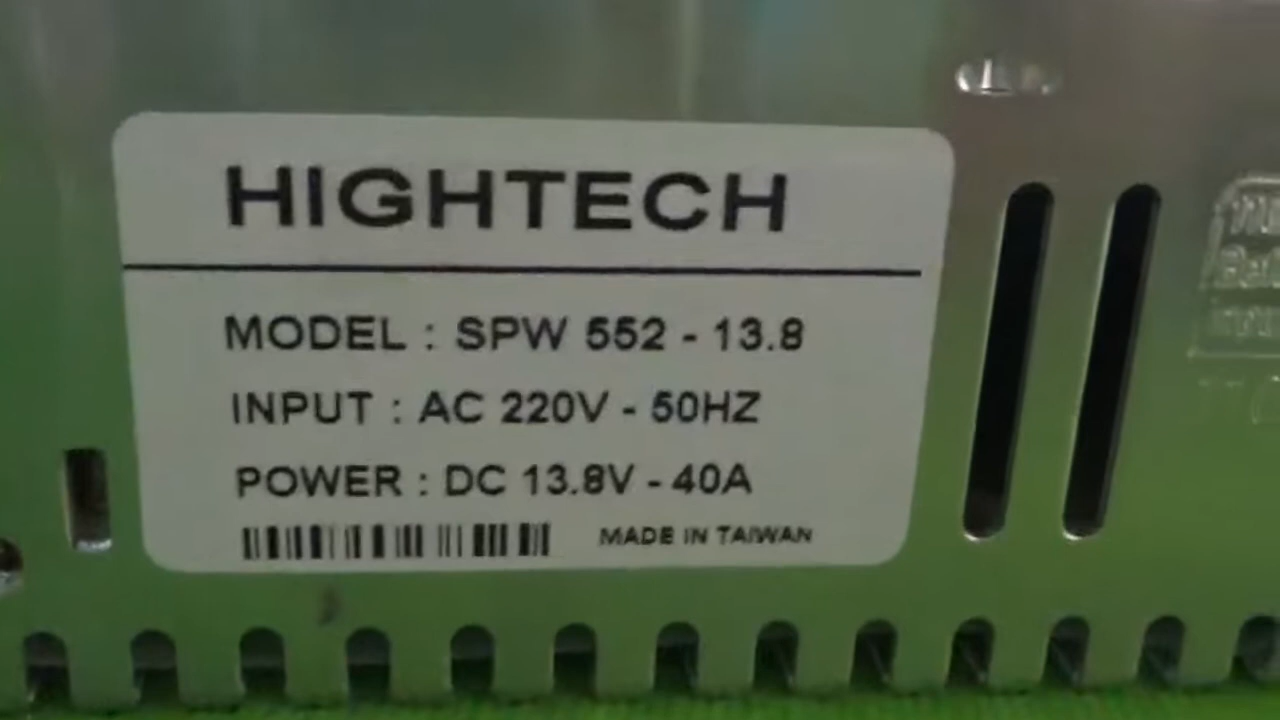 HIGHTECH
MODEL : SPW 552 - 13.8
INPUT : AC 220V - 50HZ
POWER : DC 13.8V - 40A
MADE IN TAIWAN